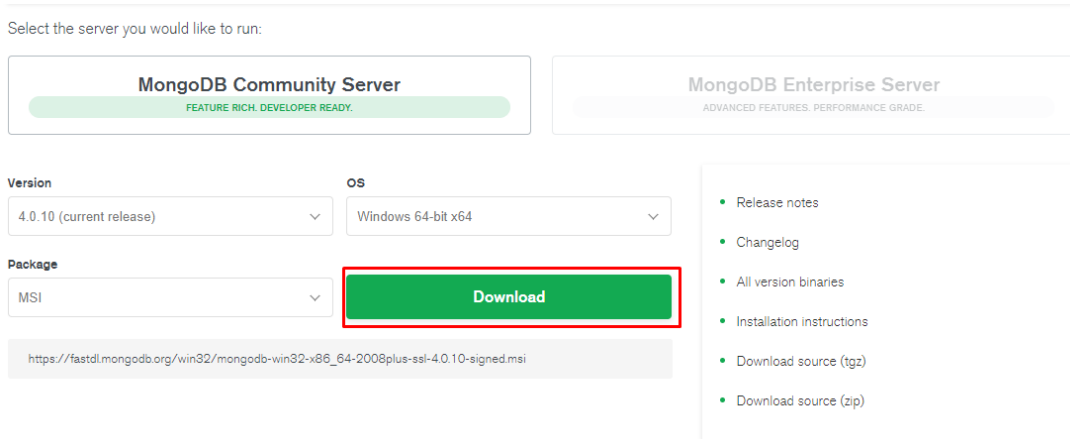 Select the server you would like to run:
MongoDB Community Server
FEATURE RICH. DEVELOPER READY.
MongoDB Enterprise Server
ADVANCED FEATURES. PERFORMANCE GRADE.
Version
OS
4.0.10 (current release)
Windows 64-bit x64
Package
MSI
Download
https://fastdl.mongodb.org/win32/mongodb-win32-x86_64-2008plus-ssl-4.0.10-signed.msi
Release notes
Changelog
All version binaries
Installation instructions
Download source (tgz)
Download source (zip)